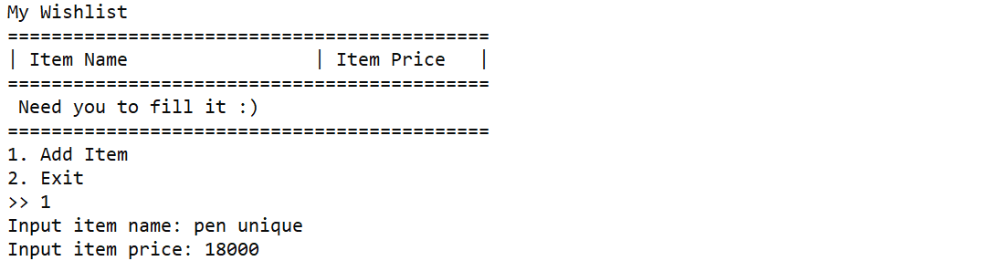 My Wishlist
============================================
| Item Name                 | Item Price   |
============================================
 Need you to fill it :)
============================================
1. Add Item
2. Exit
>> 1
Input item name: pen unique
Input item price: 18000